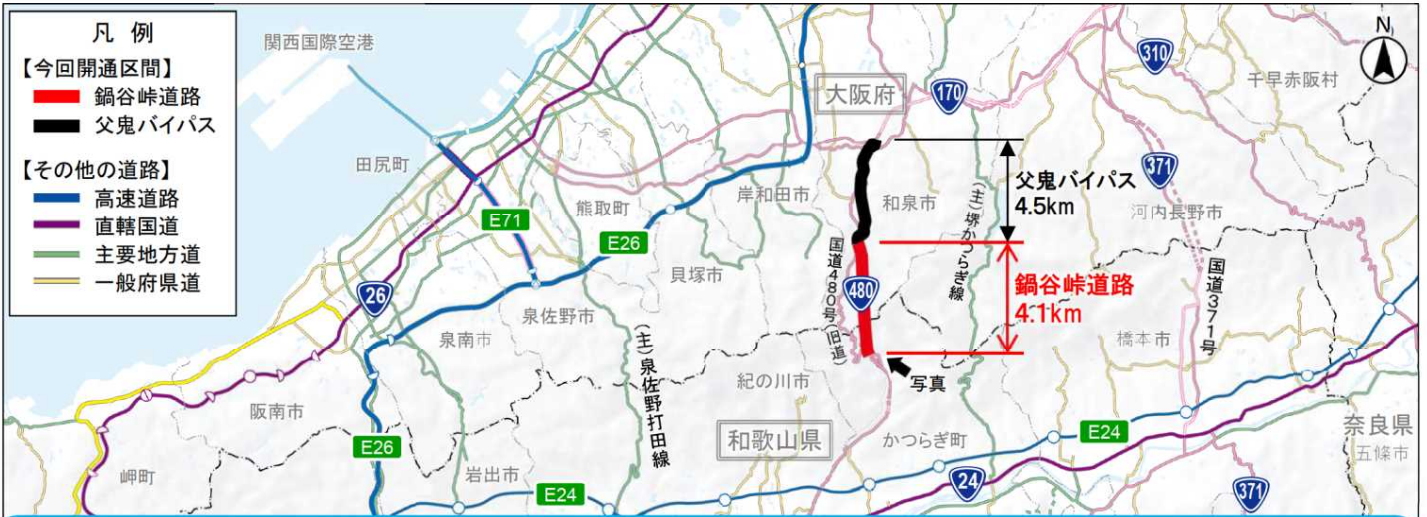 凡 例
【今回開通区間】
鍋谷峠道路
父鬼バイパス
【その他の道路】
高速道路
直轄国道
主要地方道
一般府県道
関西国際空港
田尻町
E71
熊取町
E26
岸和田市
貝塚市
泉佐野市
泉南市
26
阪南市
岬町
E26
岩出市
(主)泉佐野打田線
E24
大阪府
170
310
千早赤阪村
N
371
河内長野市
和泉市
(主)堺かつらぎ線
父鬼バイパス
4.5km
国道480号(旧道)
480
鍋谷峠道路
4.1km
国道371号
橋本市
写真
紀の川市
和歌山県
かつらぎ町
E24
24
371
奈良県
五條市